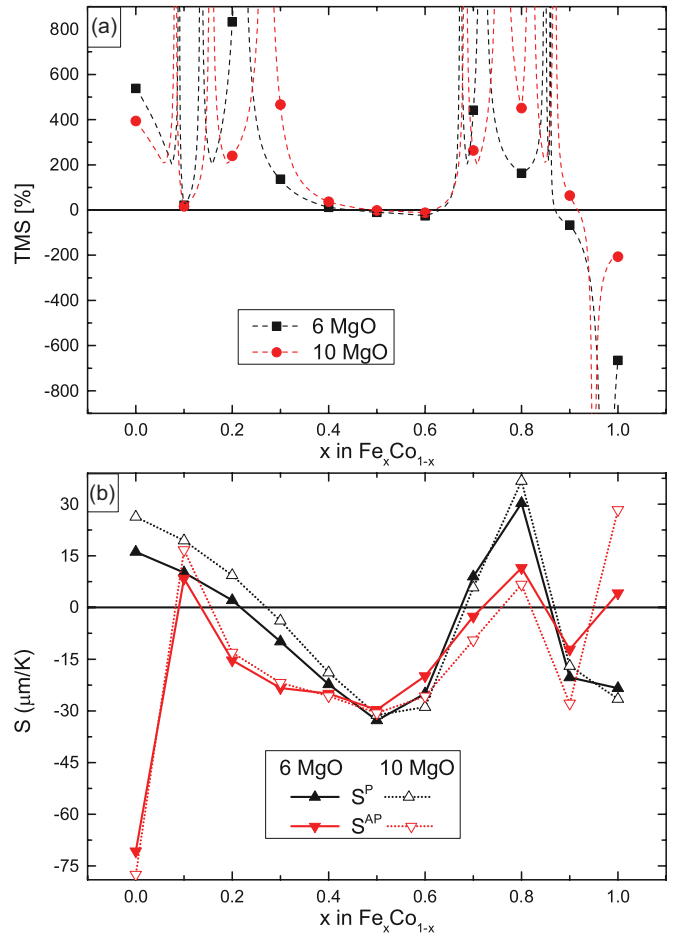 (a)
800
600
400
200
0
-200
-400
-600
-800
TMS [%]
6 MgO
10 MgO
0.0 0.2 0.4 0.6 0.8 1.0
x in FeₓCo₁₋ₓ
(b)
30
15
0
-15
-30
-45
-60
-75
S (μm/K)
6 MgO 10 MgO
Sᴾ
Sᴬᴾ
0.0 0.2 0.4 0.6 0.8 1.0
x in FeₓCo₁₋ₓ